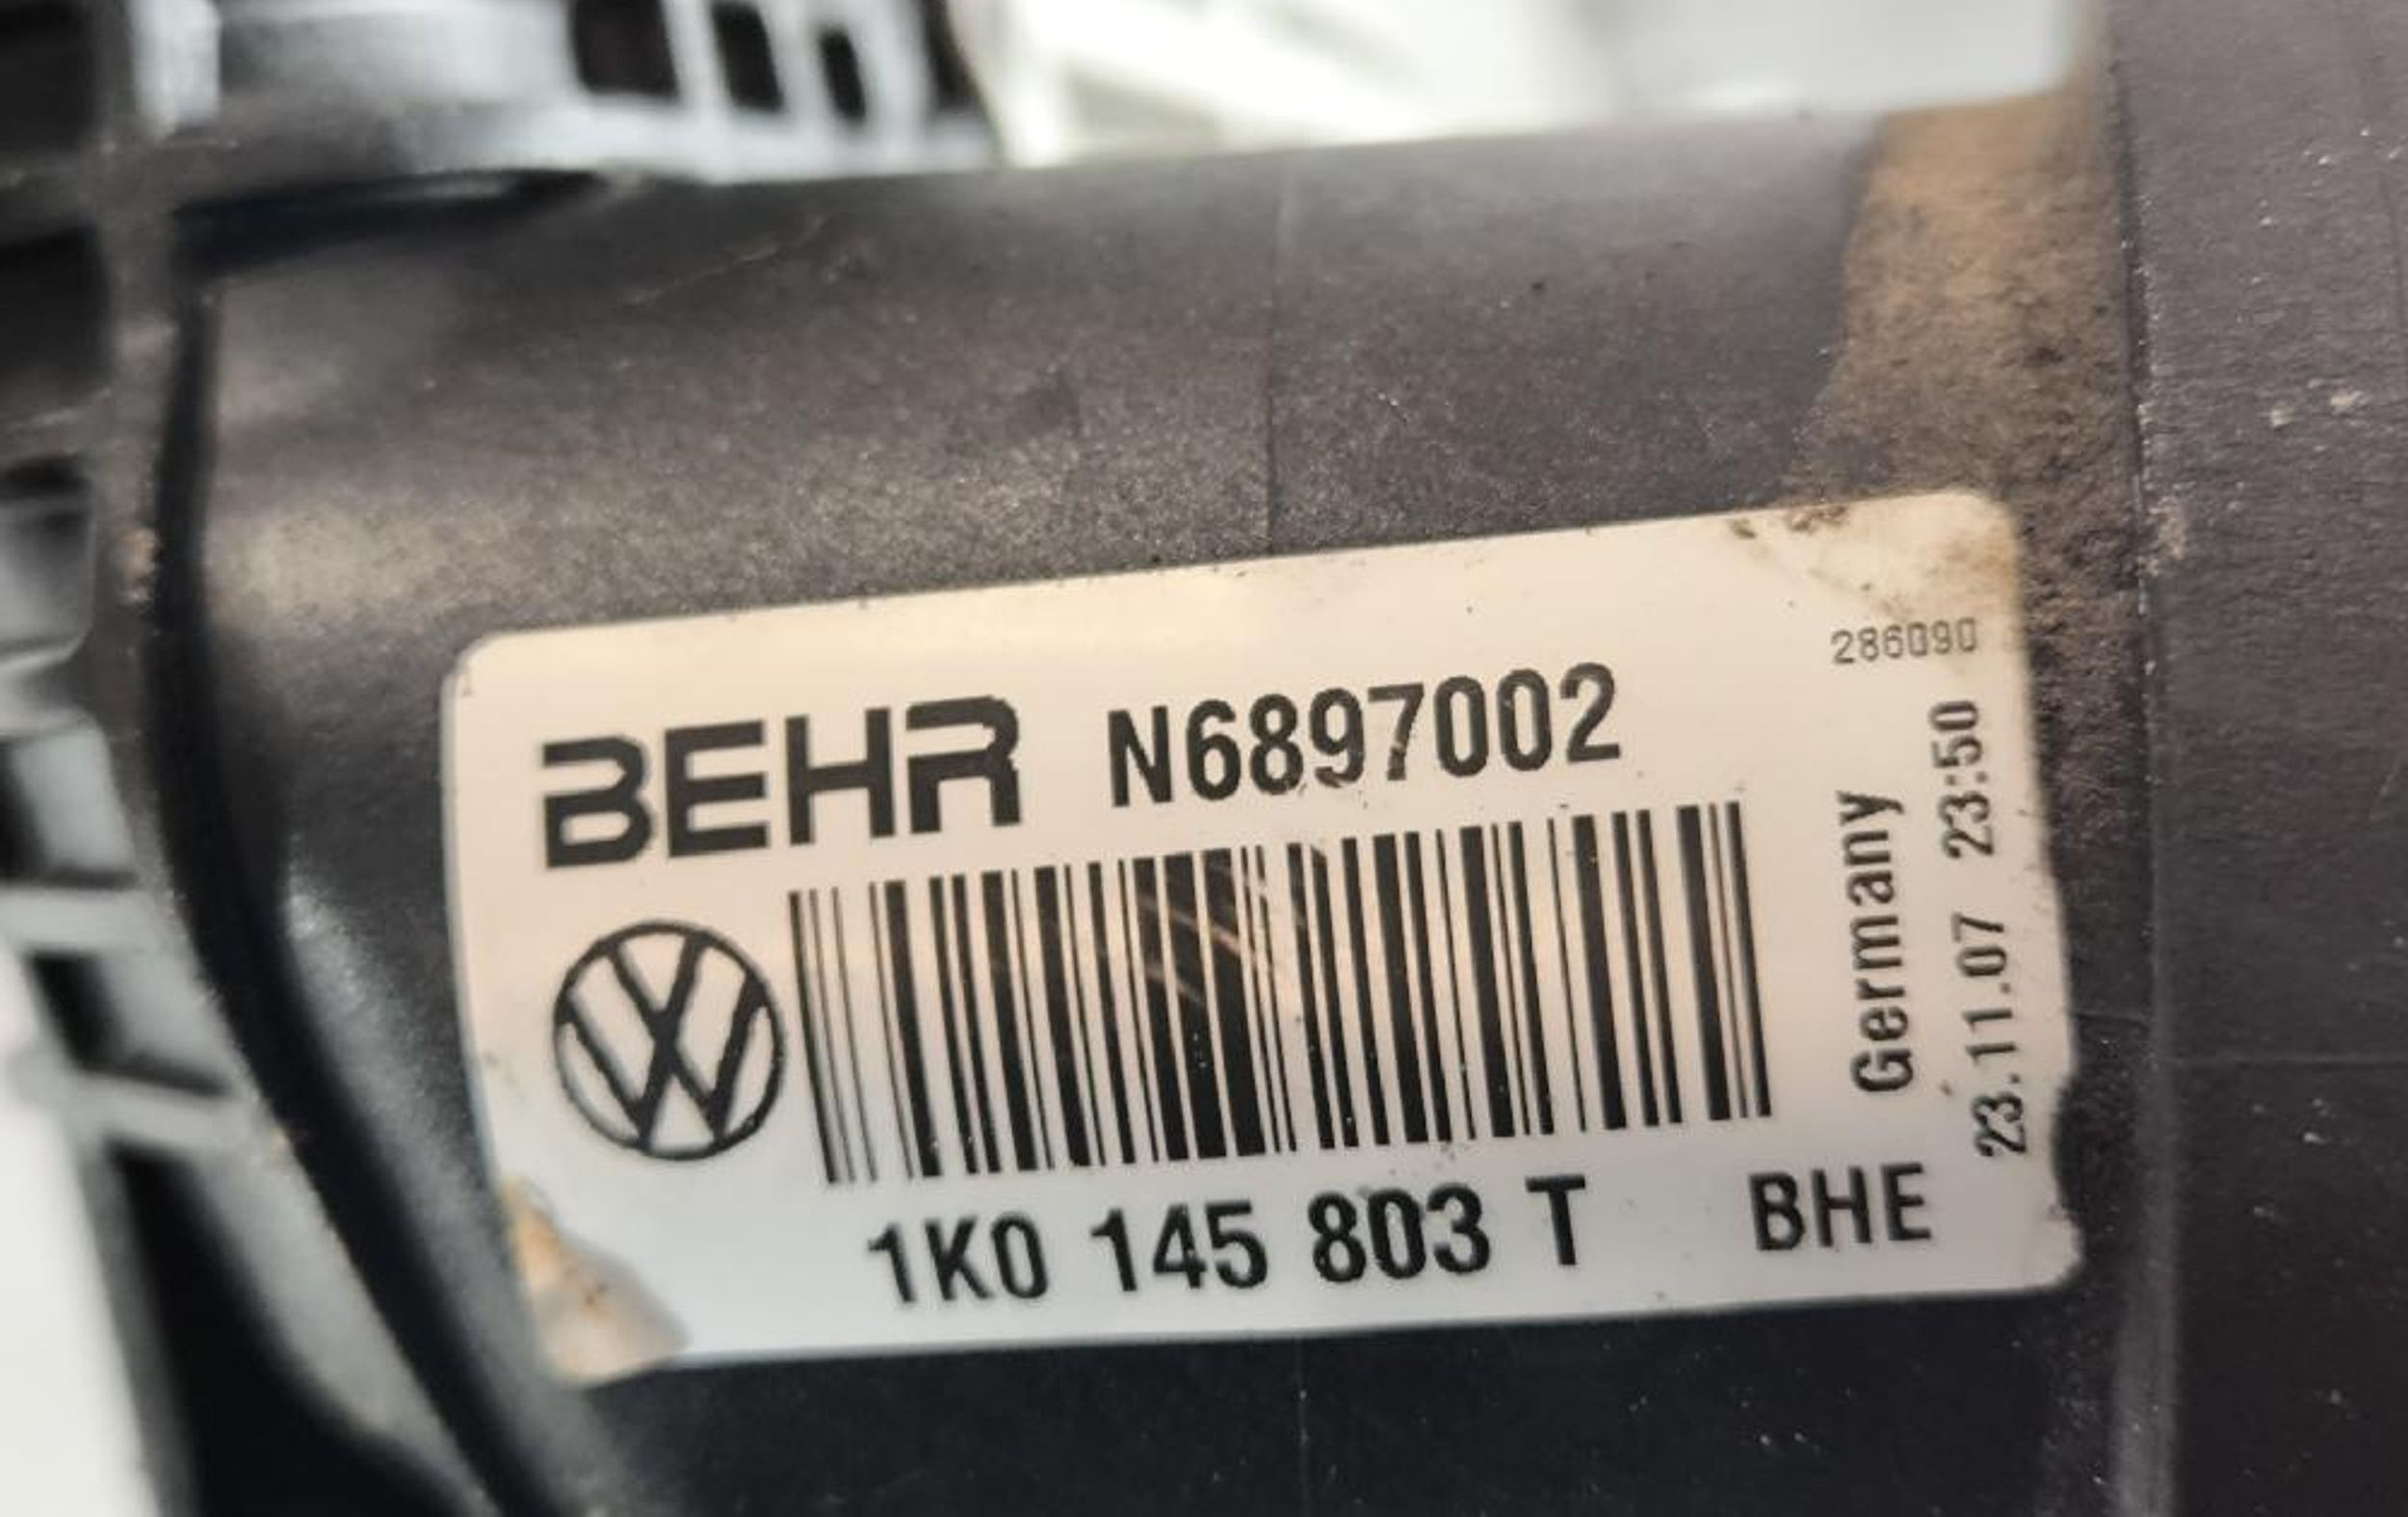 286090
BEHR N6897002
Germany
23.11.07 23:50
1K0 145 803 T BHE